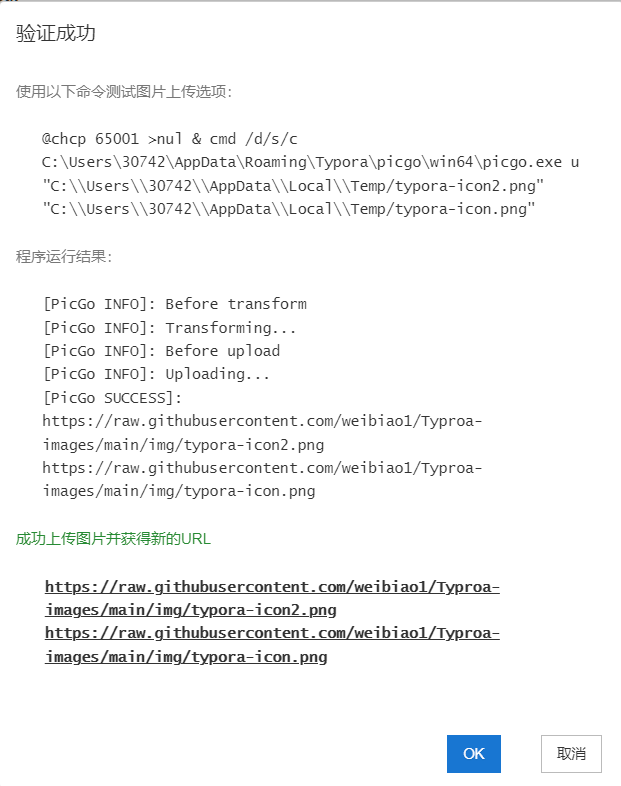 验证成功
使用以下命令测试图片上传选项：
@chcp 65001 >nul & cmd /d/s/c
C:\Users\30742\AppData\Roaming\Typora\picgo\win64\picgo.exe u
"C:\\Users\\30742\\AppData\\Local\\Temp/typora-icon2.png"
"C:\\Users\\30742\\AppData\\Local\\Temp/typora-icon.png"
程序运行结果：
[PicGo INFO]: Before transform
[PicGo INFO]: Transforming...
[PicGo INFO]: Before upload
[PicGo INFO]: Uploading...
[PicGo SUCCESS]:
https://raw.githubusercontent.com/weibiao1/Typroa-
images/main/img/typora-icon2.png
https://raw.githubusercontent.com/weibiao1/Typroa-
images/main/img/typora-icon.png
成功上传图片并获得新的URL
https://raw.githubusercontent.com/weibiao1/Typroa-
images/main/img/typora-icon2.png
https://raw.githubusercontent.com/weibiao1/Typroa-
images/main/img/typora-icon.png
OK
取消